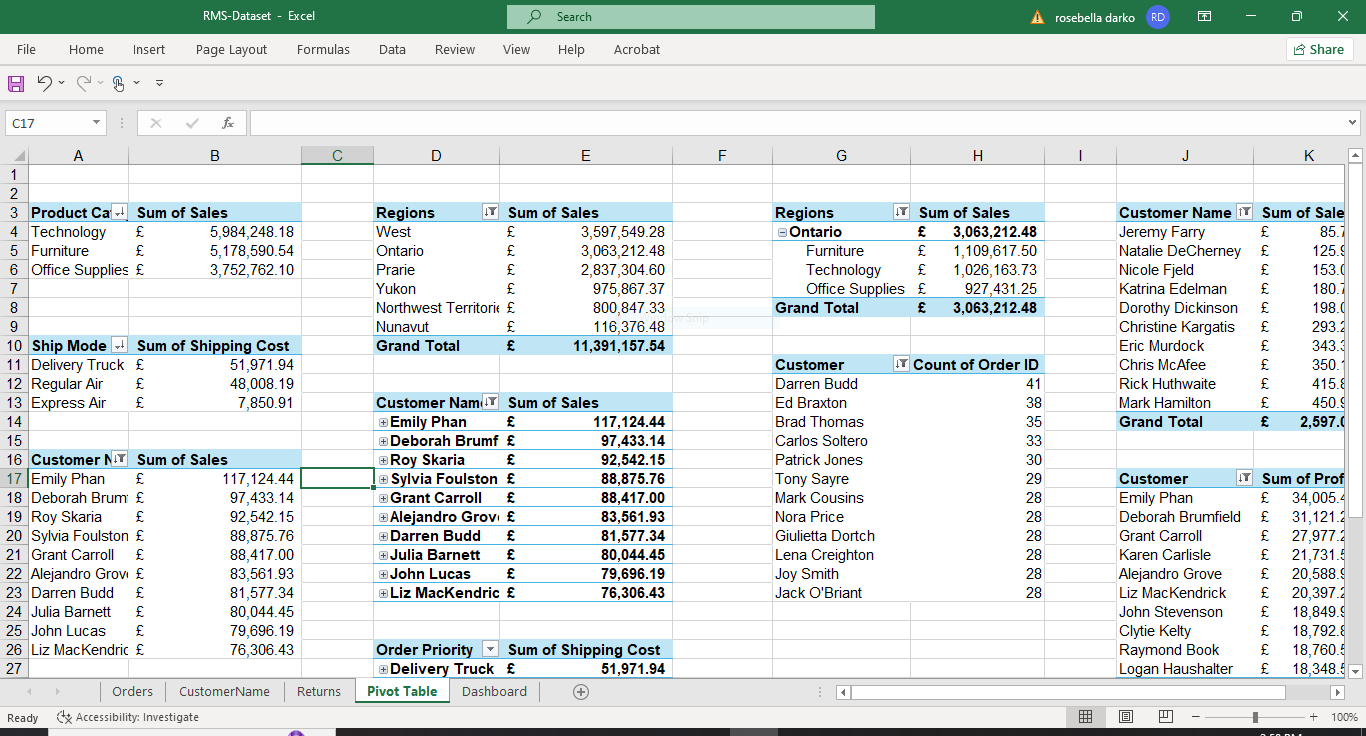 RMS-Dataset - Excel
Search
rosebella darko RD
File Home Insert Page Layout Formulas Data Review View Help Acrobat Share
C17 fx
A B C D E F G H I J K
1
2
3 Product Ca Sum of Sales Regions Sum of Sales Regions Sum of Sales Customer Name Sum of Sale
4 Technology £ 5,984,248.18 West £ 3,597,549.28 Ontario £ 3,063,212.48 Jeremy Farry £ 85.7
5 Furniture £ 5,178,590.54 Ontario £ 3,063,212.48 Furniture £ 1,109,617.50 Natalie DeCherney £ 125.9
6 Office Supplies £ 3,752,762.10 Prarie £ 2,837,304.60 Technology £ 1,026,163.73 Nicole Fjeld £ 153.0
7 Yukon £ 975,867.37 Office Supplies £ 927,431.25 Katrina Edelman £ 180.7
8 Northwest Territorie £ 800,847.33 Grand Total £ 3,063,212.48 Dorothy Dickinson £ 198.0
9 Nunavut £ 116,376.48 Snip Christine Kargatis £ 293.2
10 Ship Mode Sum of Shipping Cost Grand Total £ 11,391,157.54 Eric Murdock £ 343.3
11 Delivery Truck £ 51,971.94 Customer Count of Order ID Chris McAfee £ 350.
12 Regular Air £ 48,008.19 Darren Budd 41 Rick Huthwaite £ 415.8
13 Express Air £ 7,850.91 Customer Nam Sum of Sales Ed Braxton 38 Mark Hamilton £ 450.9
14 Emily Phan £ 117,124.44 Brad Thomas 35 Grand Total £ 2,597.0
15 Deborah Brumf £ 97,433.14 Carlos Soltero 33
16 Customer N Sum of Sales Roy Skaria £ 92,542.15 Patrick Jones 30
17 Emily Phan £ 117,124.44 Sylvia Foulston £ 88,875.76 Tony Sayre 29 Customer Sum of Prof
18 Deborah Brum £ 97,433.14 Grant Carroll £ 88,417.00 Mark Cousins 28 Emily Phan £ 34,005.4
19 Roy Skaria £ 92,542.15 Alejandro Grov £ 83,561.93 Nora Price 28 Deborah Brumfield £ 31,121.2
20 Sylvia Foulston £ 88,875.76 Darren Budd £ 81,577.34 Giulietta Dortch 28 Grant Carroll £ 27,977.2
21 Grant Carroll £ 88,417.00 Julia Barnett £ 80,044.45 Lena Creighton 28 Karen Carlisle £ 21,731.5
22 Alejandro Grov £ 83,561.93 John Lucas £ 79,696.19 Joy Smith 28 Alejandro Grove £ 20,588.9
23 Darren Budd £ 81,577.34 Liz MacKendric £ 76,306.43 Jack O'Briant 28 Liz MacKendrick £ 20,397.2
24 Julia Barnett £ 80,044.45 John Stevenson £ 18,849.9
25 John Lucas £ 79,696.19 Clytie Kelty £ 18,792.8
26 Liz MacKendric £ 76,306.43 Order Priority Sum of Shipping Cost Raymond Book £ 18,760.5
27 Delivery Truck £ 51,971.94 Logan Haushalter £ 18,348.5
Orders CustomerName Returns Pivot Table Dashboard
Ready Accessibility: Investigate 100%